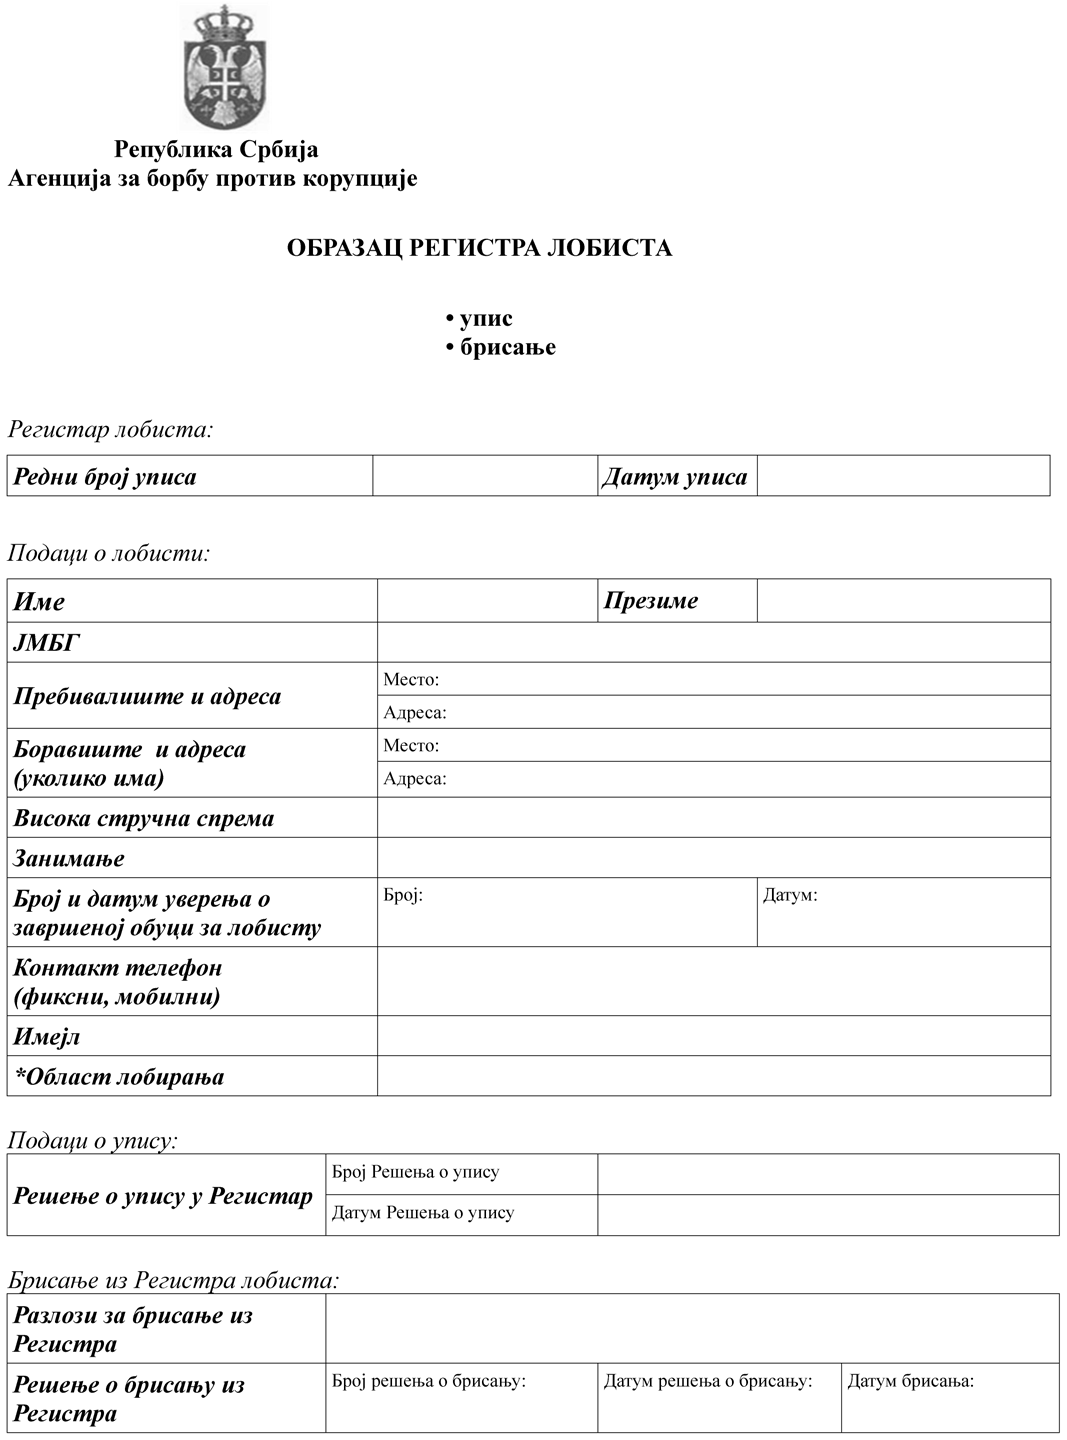 Република Србија
Агенција за борбу против корупције
ОБРАЗАЦ РЕГИСТРА ЛОБИСТА
• упис
• брисање
Регистар лобиста:
Редни број уписа Датум уписа
Подаци о лобисти:
Име Презиме
ЈМБГ
Пребивалиште и адреса
Место:
Адреса:
Боравиште и адреса
(уколико има)
Место:
Адреса:
Висока стручна спрема
Занимање
Број и датум уверења о
завршеној обуци за лобисту
Број: Датум:
Контакт телефон
(фиксни, мобилни)
Имејл
*Област лобирања
Подаци о упису:
Решење о упису у Регистар
Број Решења о упису
Датум Решења о упису
Брисање из Регистра лобиста:
Разлози за брисање из
Регистра
Решење о брисању из
Регистра
Број решења о брисању: Датум решења о брисању: Датум брисања: